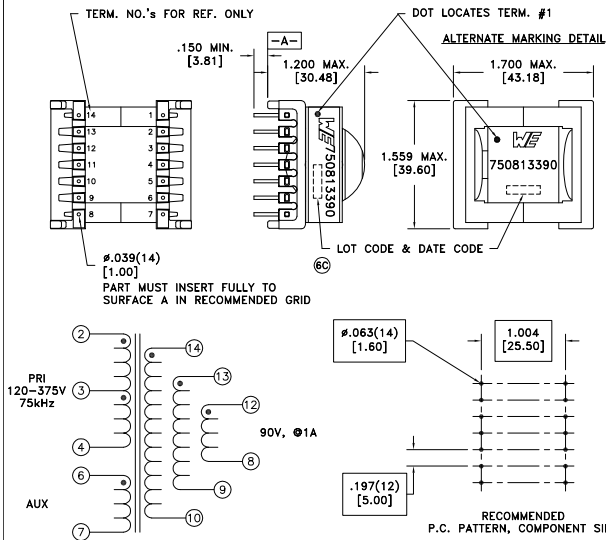 TERM. NO.'s FOR REF. ONLY
DOT LOCATES TERM. #1
ALTERNATE MARKING DETAIL
.150 MIN.
[3.81]
-A-
1.200 MAX.
[30.48]
1.700 MAX.
[43.18]
14 1
13 2
12 3
11 4
10 5
9 6
8 7
WE 750813390
1.559 MAX.
[39.60]
WE
750813390
LOT CODE & DATE CODE
6C
ø.039(14)
[1.00]
PART MUST INSERT FULLY TO
SURFACE A IN RECOMMENDED GRID
2
3
4
6
7
PRI
120-375V
75kHz
AUX
14
13
12
8
9
10
90V, @1A
ø.063(14)
[1.60]
1.004
[25.50]
.197(12)
[5.00]
RECOMMENDED
P.C. PATTERN, COMPONENT SI